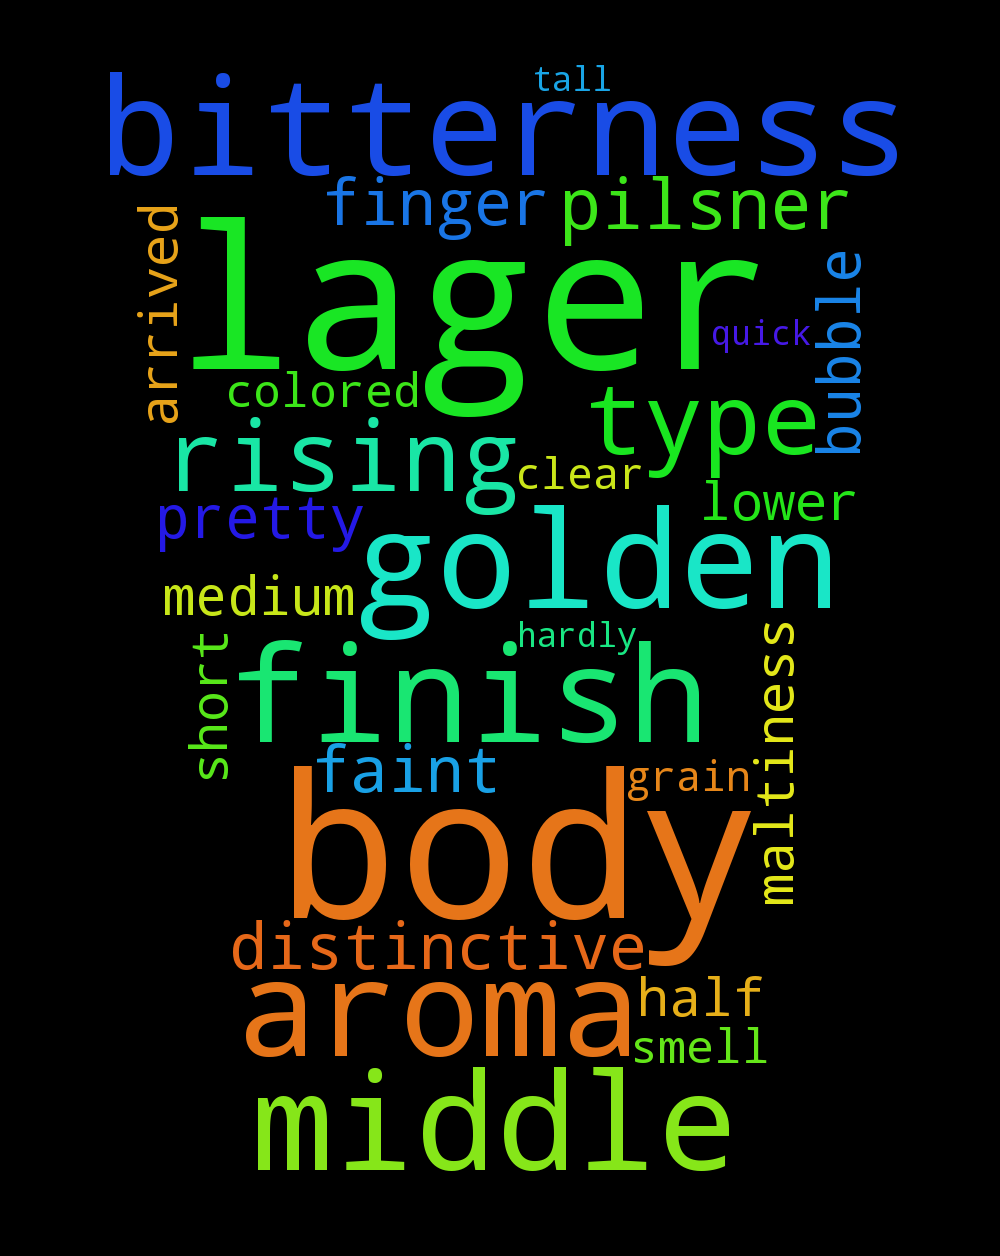 tall
bitterness
finger
pilsner
arrived
lager
bubble
quick
colored
type
rising
clear
lower
pretty
golden
medium
hardly
short
finish
maltiness
faint
grain
body
distinctive
aroma
half
smell
middle